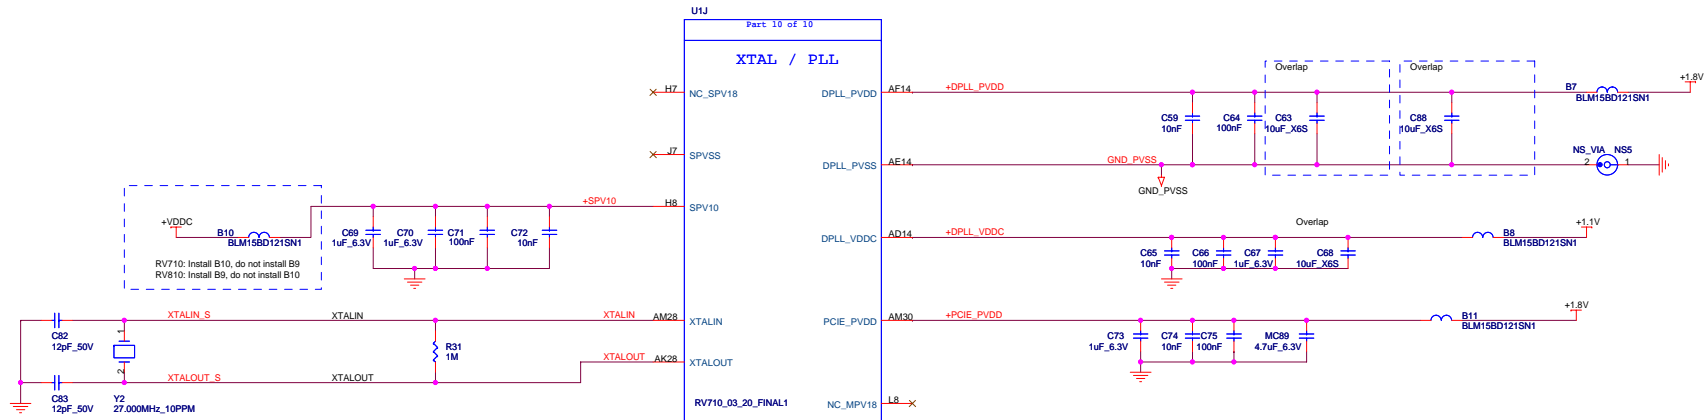 U1J
Part 10 of 10
XTAL / PLL
H7
NC_SPV18
J7
SPVSS
+SPV10
H8
SPV10
XTALIN
AM28
XTALIN
XTALOUT
AK28
XTALOUT
RV710_03_20_FINAL1
DPLL_PVDD
AF14
+DPLL_PVDD
DPLL_PVSS
AE14
GND_PVSS
GND_PVSS
DPLL_VDDC
AD14
+DPLL_VDDC
PCIE_PVDD
AM30
+PCIE_PVDD
NC_MPV18
L8
+VDDC
B10
BLM15BD121SN1
RV710: Install B10, do not install B9
RV810: Install B9, do not install B10
C69
1uF_6.3V
C70
1uF_6.3V
C71
100nF
C72
10nF
XTALIN_S
XTALIN
C82
12pF_50V
1
2
R31
1M
XTALOUT_S
XTALOUT
C83
12pF_50V
Y2
27.000MHz_10PPM
C59
10nF
C64
100nF
Overlap
C63
10uF_X6S
Overlap
C88
10uF_X6S
B7
BLM15BD121SN1
+1.8V
NS_VIA
NS5
2
1
C65
10nF
C66
100nF
C67
1uF_6.3V
Overlap
C68
10uF_X6S
B8
BLM15BD121SN1
+1.1V
C73
1uF_6.3V
C74
10nF
C75
100nF
MC89
4.7uF_6.3V
B11
BLM15BD121SN1
+1.8V